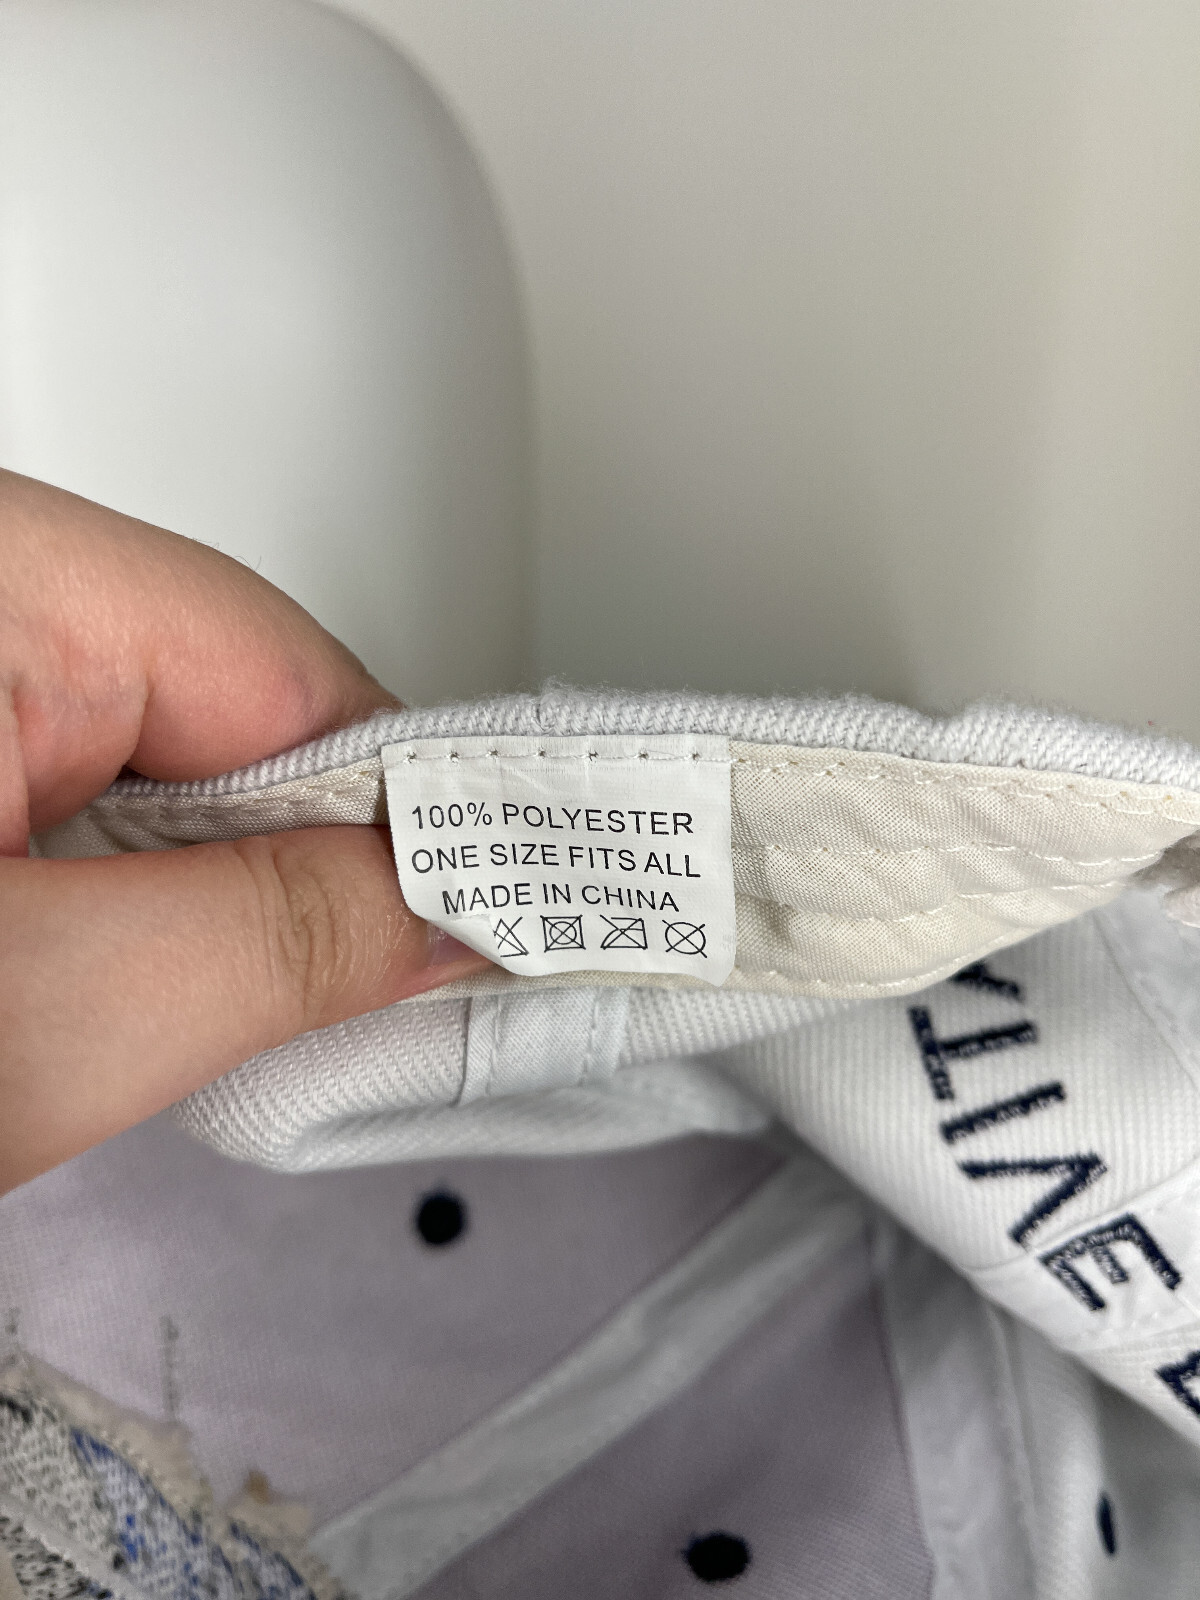 100% POLYESTER
ONE SIZE FITS ALL
MADE IN CHINA